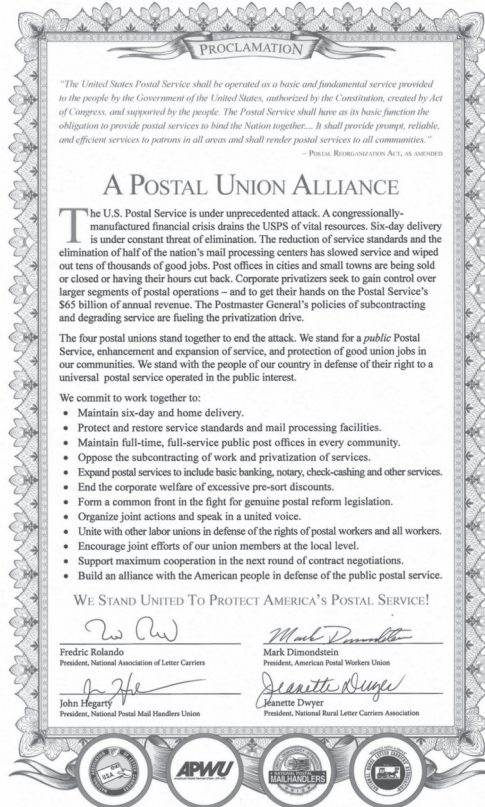 PROCLAMATION
"The United States Postal Service shall be operated as a basic and fundamental service provided
to the people by the Government of the United States, authorized by the Constitution, created by Act
of Congress, and supported by the people. The Postal Service shall have as its basic function the
obligation to provide postal services to bind the Nation together.... It shall provide prompt, reliable,
and efficient services to patrons in all areas and shall render postal services to all communities."
– POSTAL REORGANIZATION ACT, AS AMENDED
A POSTAL UNION ALLIANCE
The U.S. Postal Service is under unprecedented attack. A congressionally-
manufactured financial crisis drains the USPS of vital resources. Six-day delivery
is under constant threat of elimination. The reduction of service standards and the
elimination of half of the nation's mail processing centers has slowed service and wiped
out tens of thousands of good jobs. Post offices in cities and small towns are being sold
or closed or having their hours cut back. Corporate privatizers seek to gain control over
larger segments of postal operations – and to get their hands on the Postal Service's
$65 billion of annual revenue. The Postmaster General's policies of subcontracting
and degrading service are fueling the privatization drive.
The four postal unions stand together to end the attack. We stand for a public Postal
Service, enhancement and expansion of service, and protection of good union jobs in
our communities. We stand with the people of our country in defense of their right to a
universal postal service operated in the public interest.
We commit to work together to:
• Maintain six-day and home delivery.
• Protect and restore service standards and mail processing facilities.
• Maintain full-time, full-service public post offices in every community.
• Oppose the subcontracting of work and privatization of services.
• Expand postal services to include basic banking, notary, check-cashing and other services.
• End the corporate welfare of excessive pre-sort discounts.
• Form a common front in the fight for genuine postal reform legislation.
• Organize joint actions and speak in a united voice.
• Unite with other labor unions in defense of the rights of postal workers and all workers.
• Encourage joint efforts of our union members at the local level.
• Support maximum cooperation in the next round of contract negotiations.
• Build an alliance with the American people in defense of the public postal service.
WE STAND UNITED TO PROTECT AMERICA'S POSTAL SERVICE!
Mark Dimondstein
Fredric Rolando
President, National Association of Letter Carriers
Mark Dimondstein
President, American Postal Workers Union
Jeanette Dwyer
John Hegarty
President, National Postal Mail Handlers Union
Jeanette Dwyer
President, National Rural Letter Carriers Association
U.S.A.
APWU
NATIONAL POSTAL
MAILHANDLERS